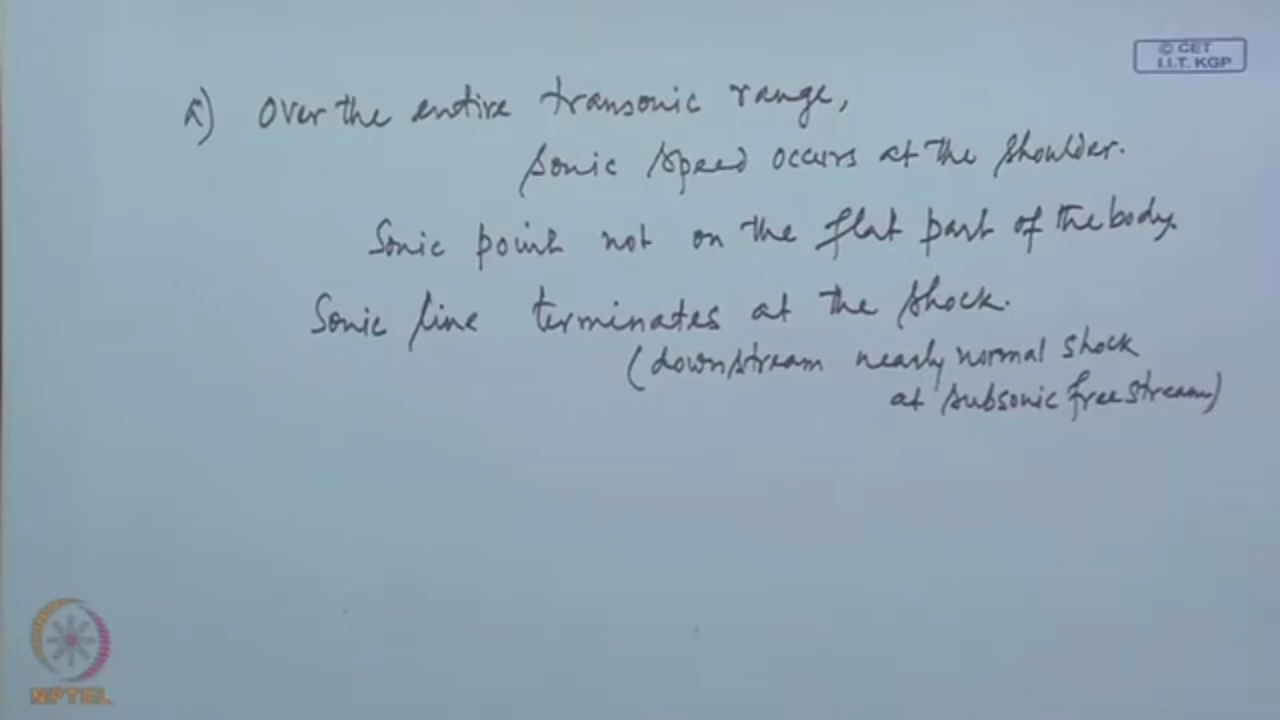 © CET
I.I.T. KGP
a) Over the entire transonic range,
sonic speed occurs at the shoulder.
Sonic point not on the flat part of the body.
Sonic line terminates at the shock.
(downstream nearly normal shock
at subsonic free stream)
NPTEL